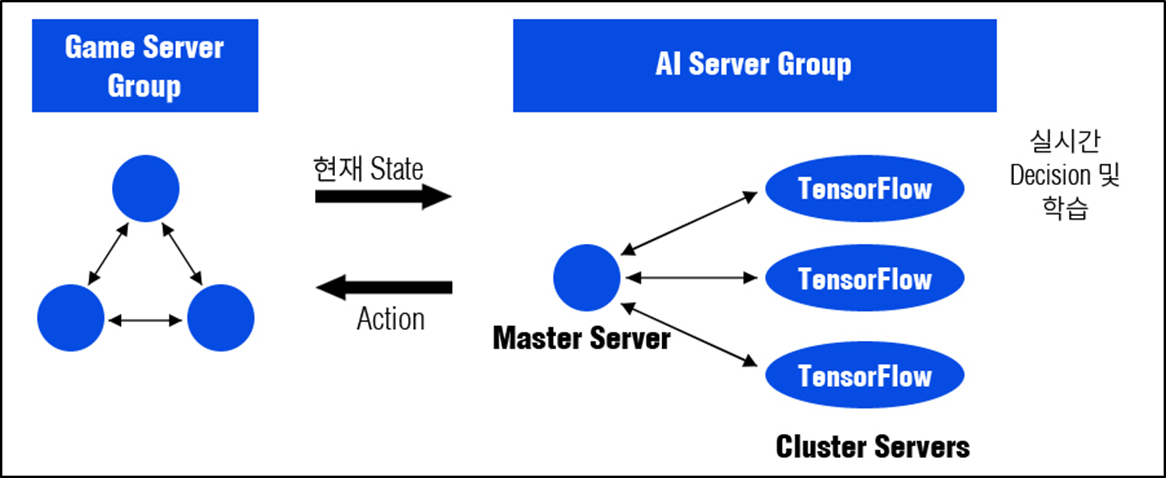 Game Server
Group
AI Server Group
현재 State
Action
Master Server
TensorFlow
TensorFlow
TensorFlow
Cluster Servers
실시간
Decision 및
학습